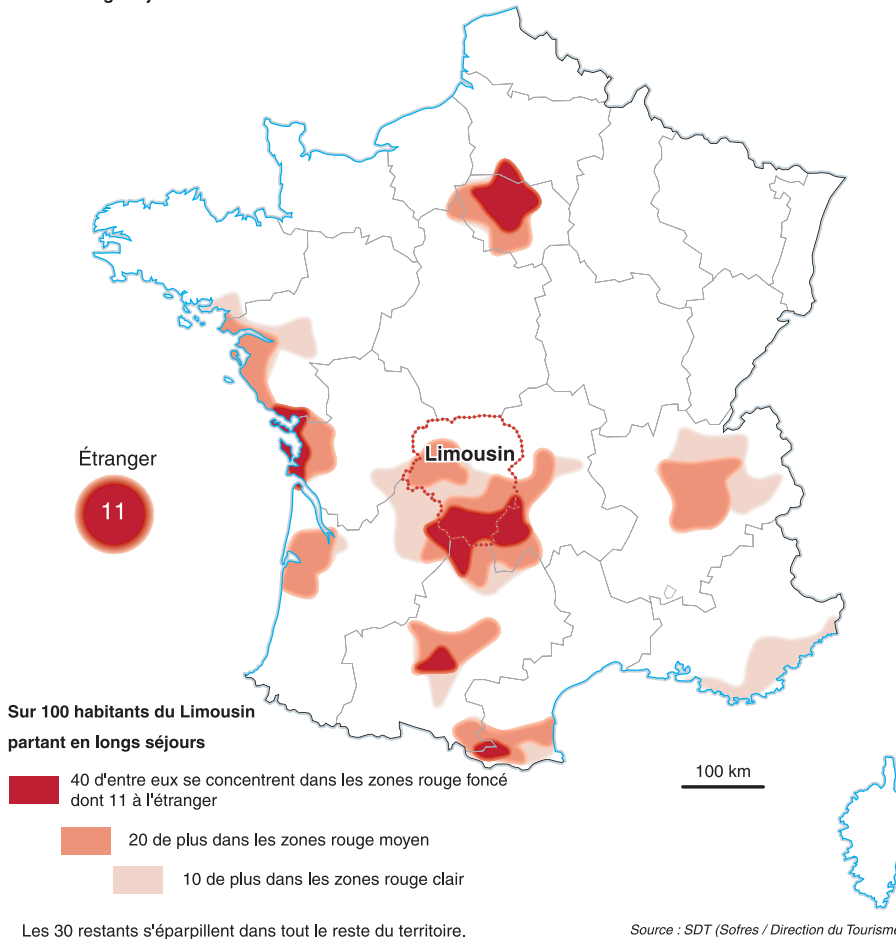 Limousin
Étranger
11
Sur 100 habitants du Limousin
partant en longs séjours
40 d'entre eux se concentrent dans les zones rouge foncé
dont 11 à l'étranger
20 de plus dans les zones rouge moyen
10 de plus dans les zones rouge clair
Les 30 restants s'éparpillent dans tout le reste du territoire.
100 km
Source : SDT (Sofres / Direction du Tourisme